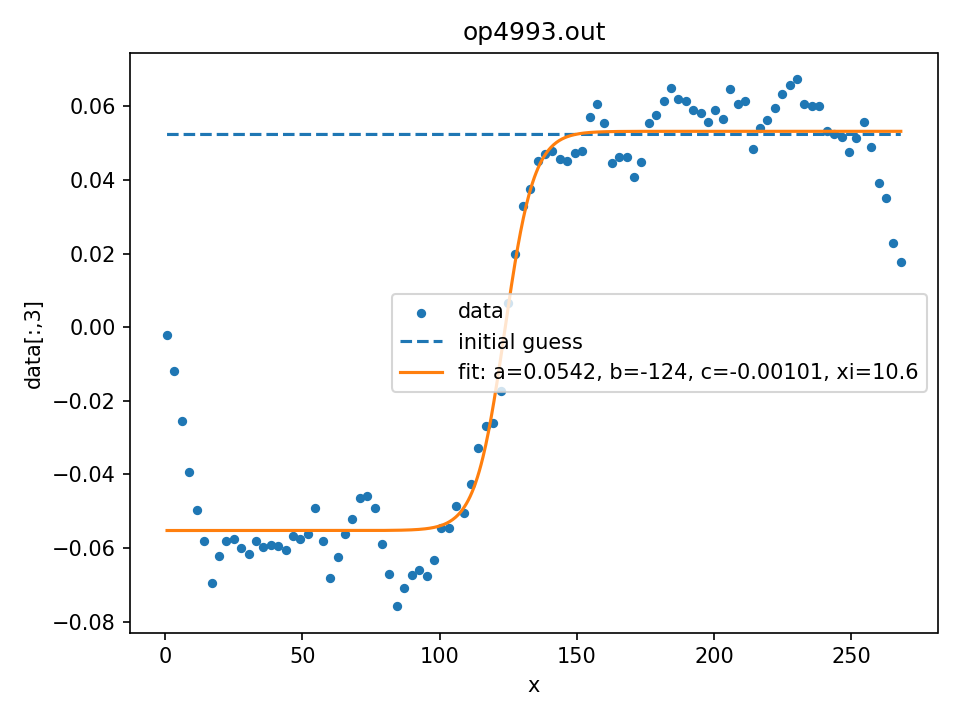 op4993.out
0.06
0.04
0.02
0.00
−0.02
−0.04
−0.06
−0.08
data[:,3]
data
initial guess
fit: a=0.0542, b=-124, c=-0.00101, xi=10.6
0 50 100 150 200 250
x